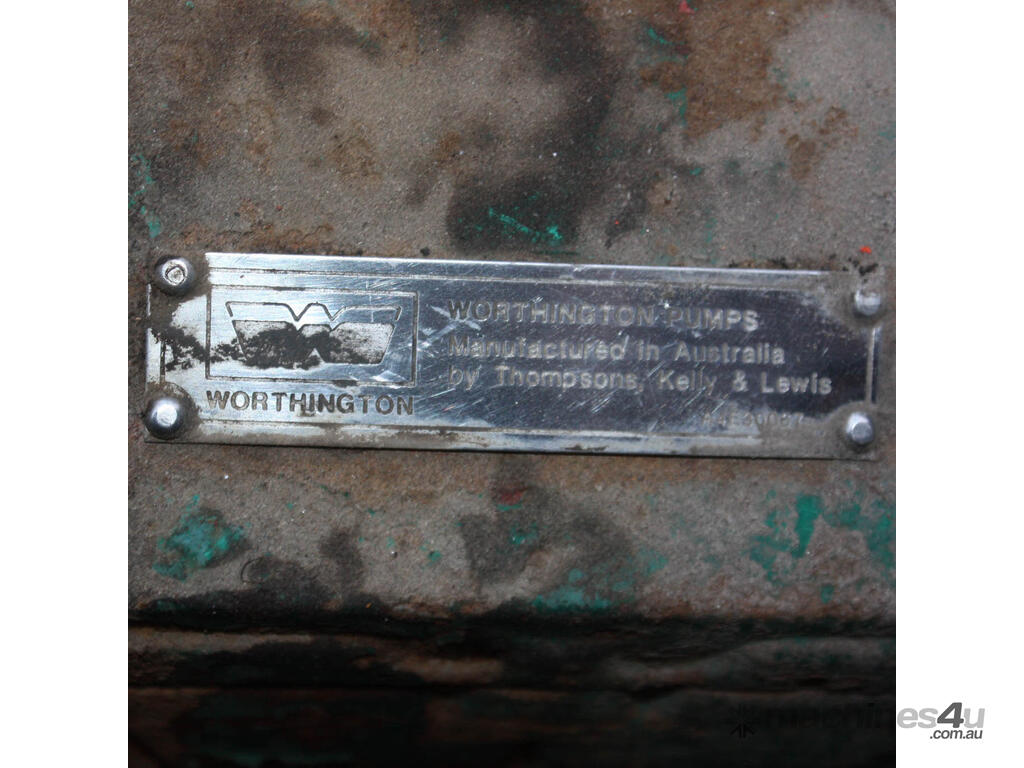 WORTHINGTON
WORTHINGTON PUMPS
Manufactured in Australia
by Thompsons, Kelly & Lewis
machines4u
.com.au